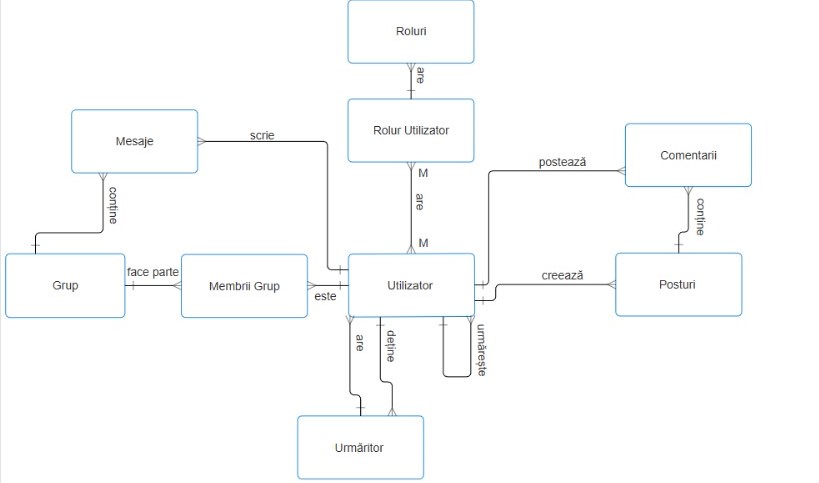 Roluri
are
Rolur Utilizator
Mesaje
scrie
M
are
M
postează
Comentarii
conține
conține
Grup
face parte
Membrii Grup
este
Utilizator
creează
Posturi
are
deține
urmărește
Urmăritor